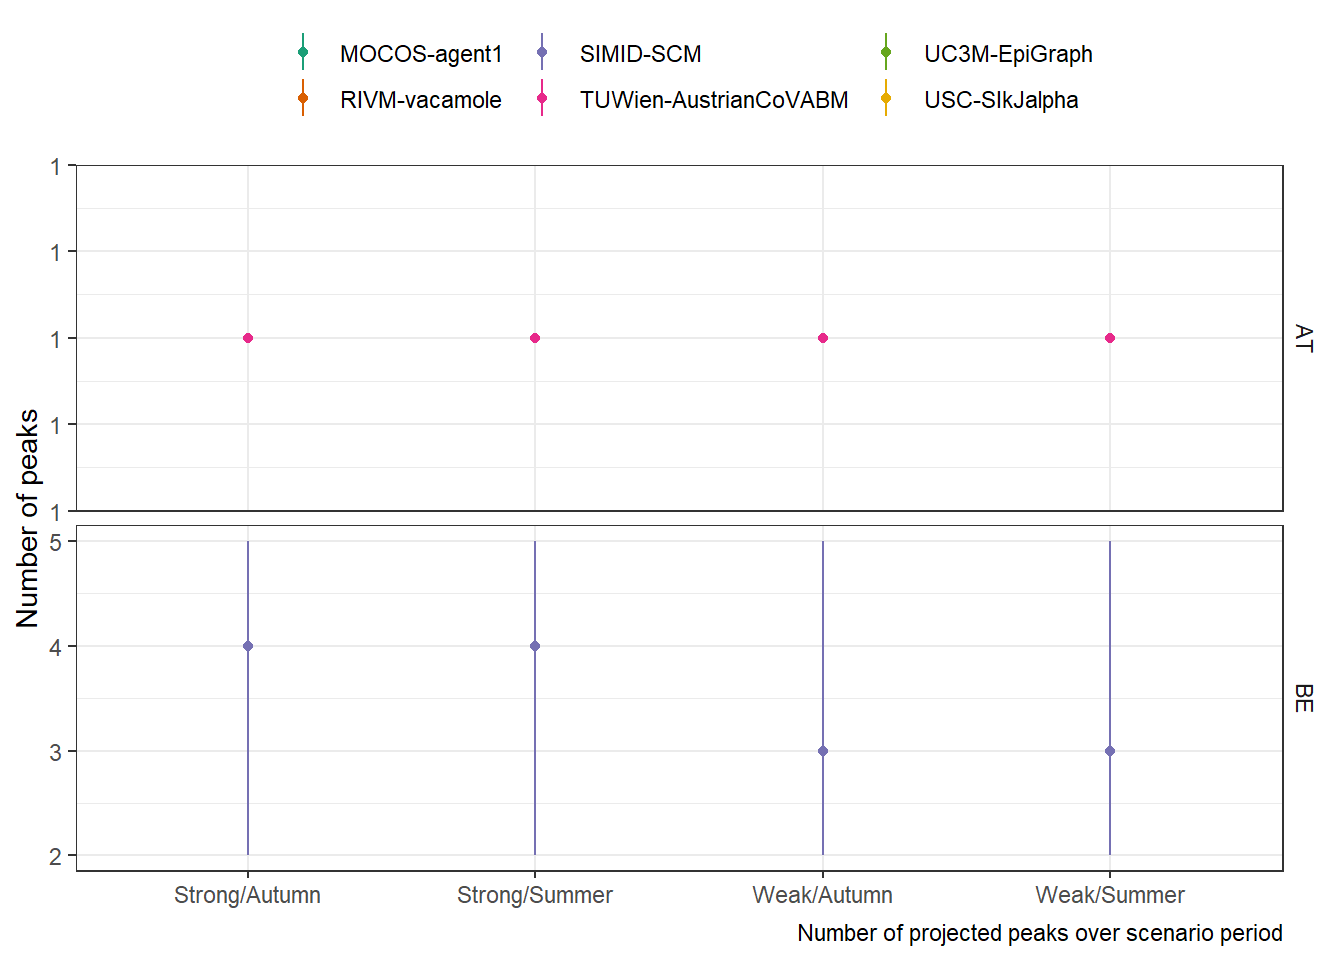 MOCOS-agent1 SIMID-SCM UC3M-EpiGraph
RIVM-vacamole TUWien-AustrianCoVABM USC-SIkJalpha
Number of peaks
1
1
1
1
1
AT
5
4
3
2
BE
Strong/Autumn Strong/Summer Weak/Autumn Weak/Summer
Number of projected peaks over scenario period